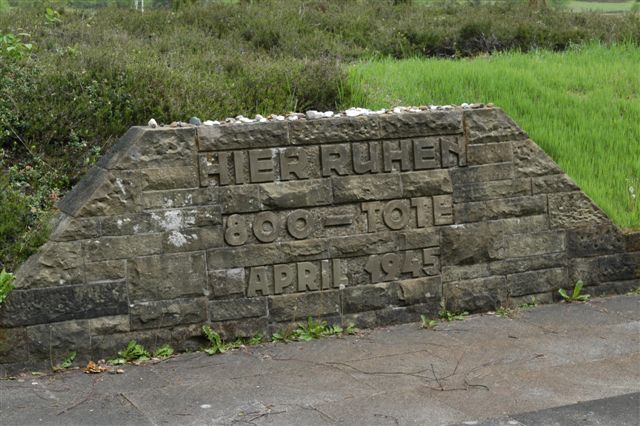 HIER RUHEN
800 - TOTE
APRIL 1945